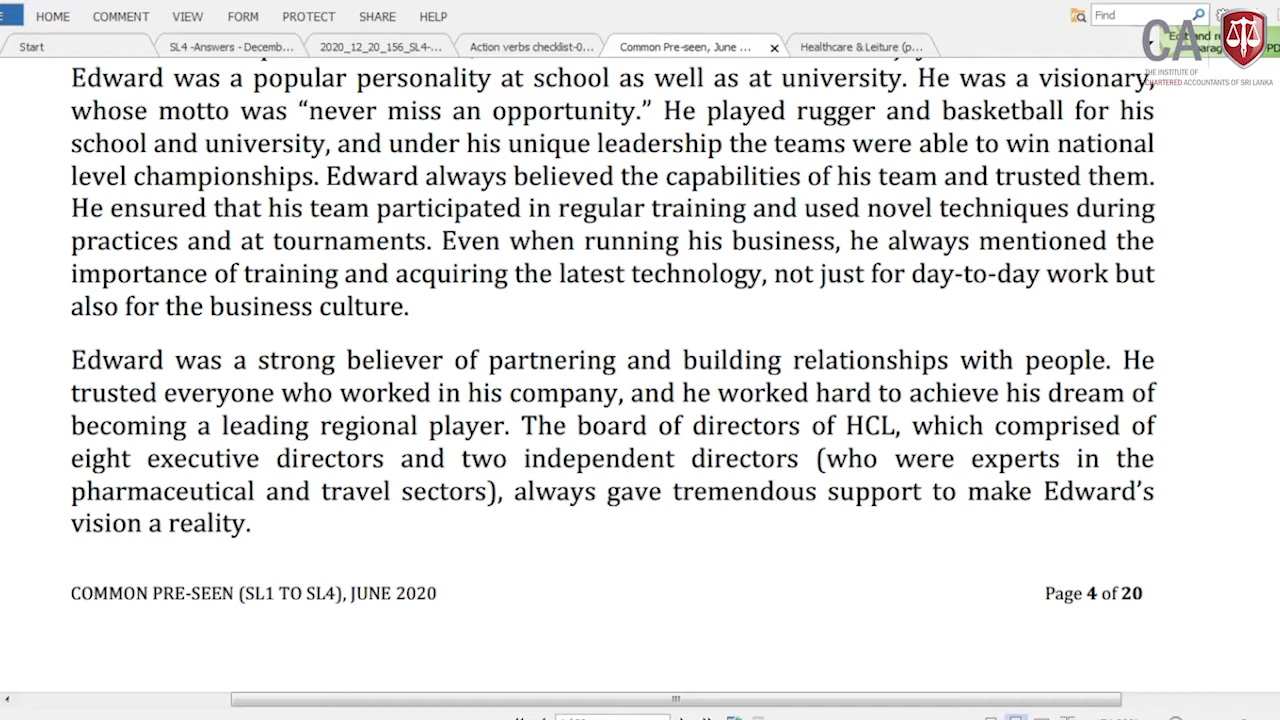 HOME COMMENT VIEW FORM PROTECT SHARE HELP
Find
Start
SL4 -Answers - Decemb...
2020_12_20_156_SL4-...
Action verbs checklist-0...
Common Pre-seen, June ...
Healthcare & Leiture (p...
CA
THE INSTITUTE OF
CHARTERED ACCOUNTANTS OF SRI LANKA
Edward was a popular personality at school as well as at university. He was a visionary,
whose motto was “never miss an opportunity.” He played rugger and basketball for his
school and university, and under his unique leadership the teams were able to win national
level championships. Edward always believed the capabilities of his team and trusted them.
He ensured that his team participated in regular training and used novel techniques during
practices and at tournaments. Even when running his business, he always mentioned the
importance of training and acquiring the latest technology, not just for day-to-day work but
also for the business culture.
Edward was a strong believer of partnering and building relationships with people. He
trusted everyone who worked in his company, and he worked hard to achieve his dream of
becoming a leading regional player. The board of directors of HCL, which comprised of
eight executive directors and two independent directors (who were experts in the
pharmaceutical and travel sectors), always gave tremendous support to make Edward’s
vision a reality.
COMMON PRE-SEEN (SL1 TO SL4), JUNE 2020
Page 4 of 20